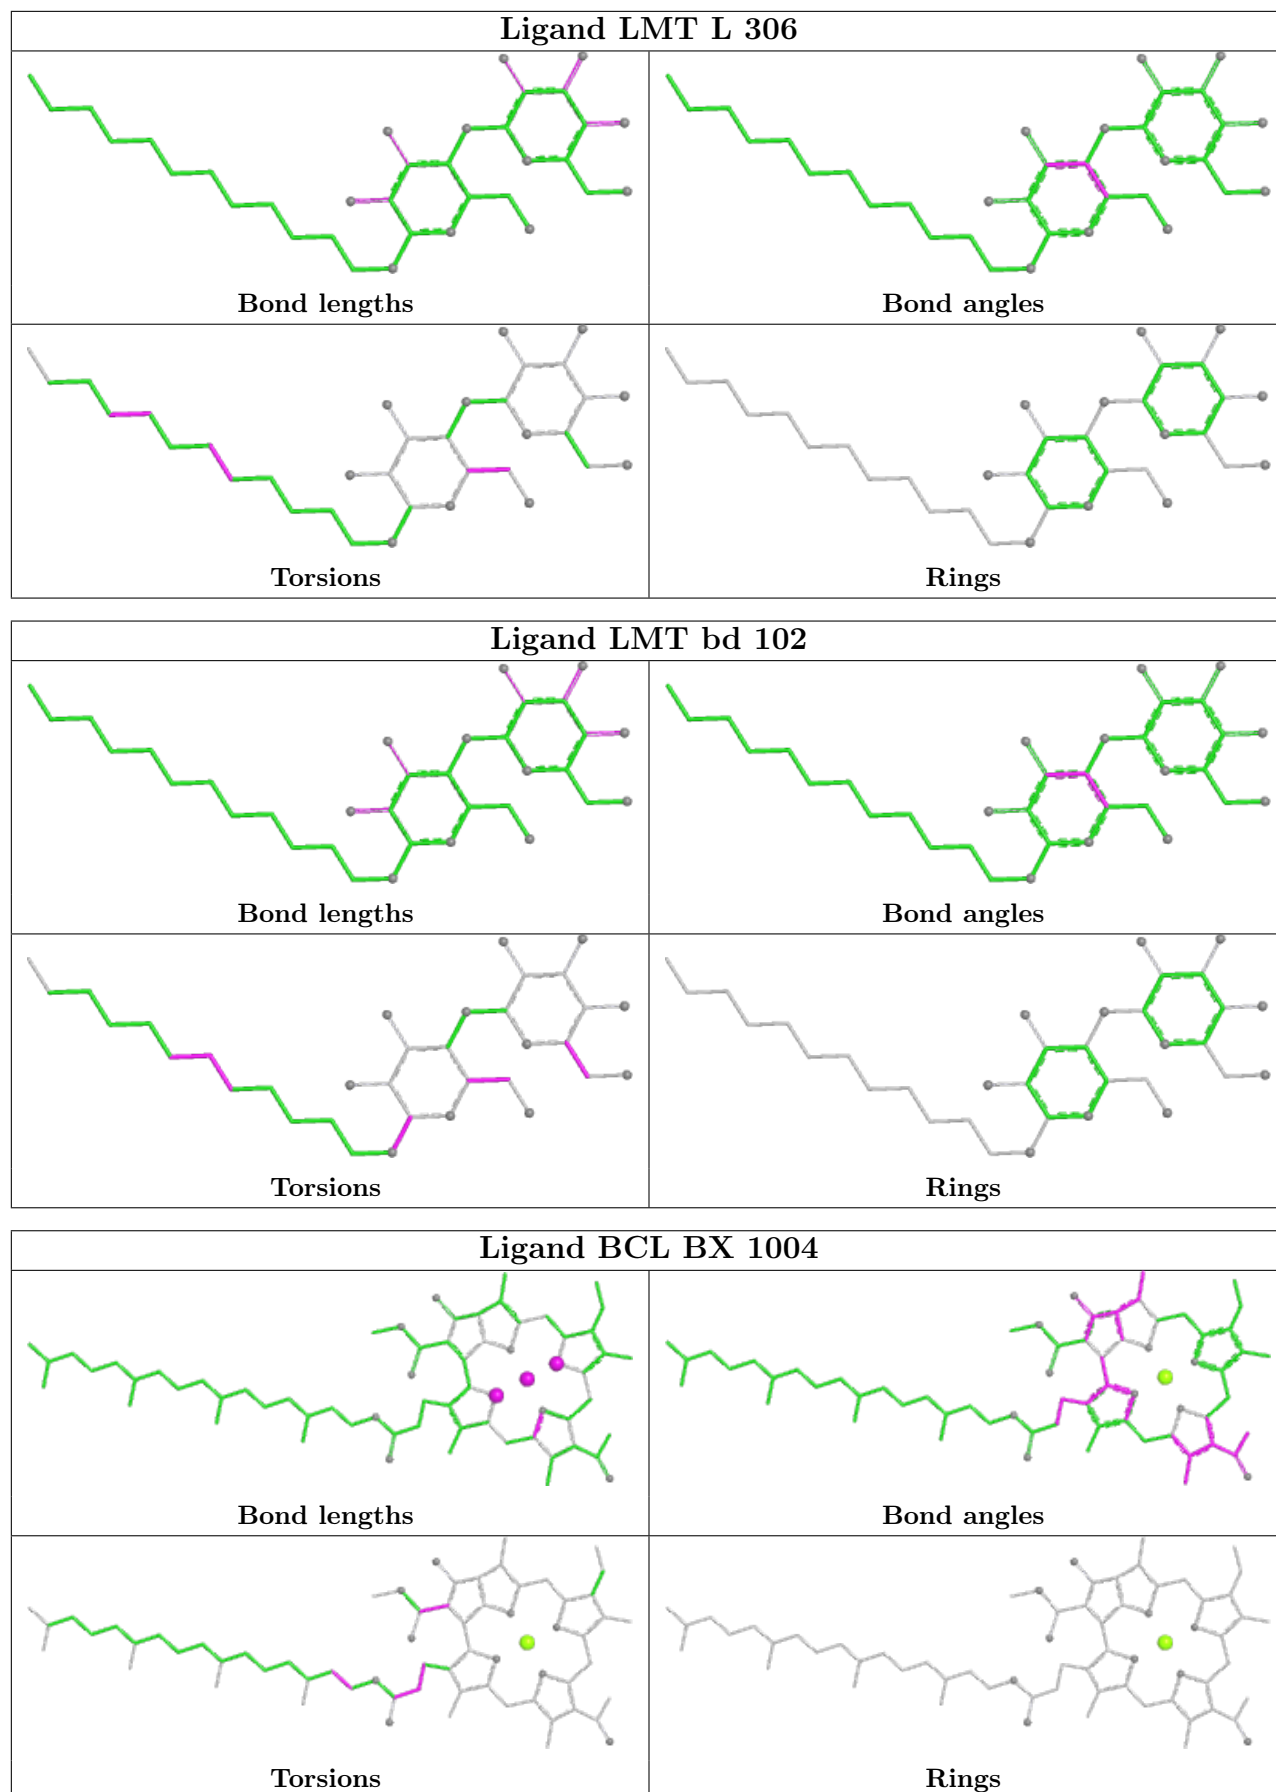 Ligand LMT L 306
Bond lengths
Bond angles
Torsions
Rings
Ligand LMT bd 102
Bond lengths
Bond angles
Torsions
Rings
Ligand BCL BX 1004
Bond lengths
Bond angles
Torsions
Rings